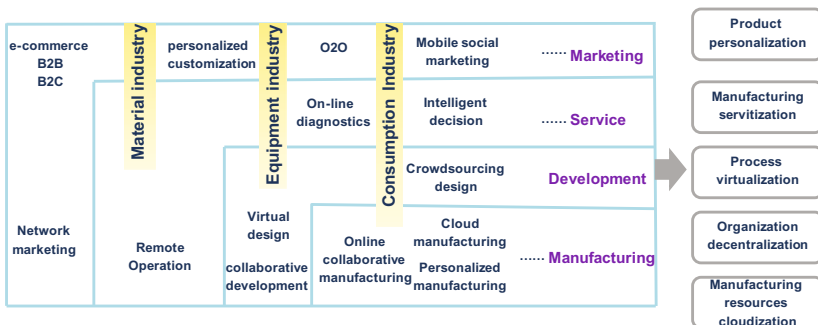 e-commerce
B2B
B2C
Material industry
personalized
customization
Equipment industry
O2O
Consumption Industry
Mobile social
marketing
...... Marketing
On-line
diagnostics
Intelligent
decision
...... Service
Crowdsourcing
design
Development
Network
marketing
Remote
Operation
Virtual
design
collaborative
development
Online
collaborative
manufacturing
Cloud
manufacturing
Personalized
manufacturing
...... Manufacturing
Product
personalization
Manufacturing
servitization
Process
virtualization
Organization
decentralization
Manufacturing
resources
cloudization